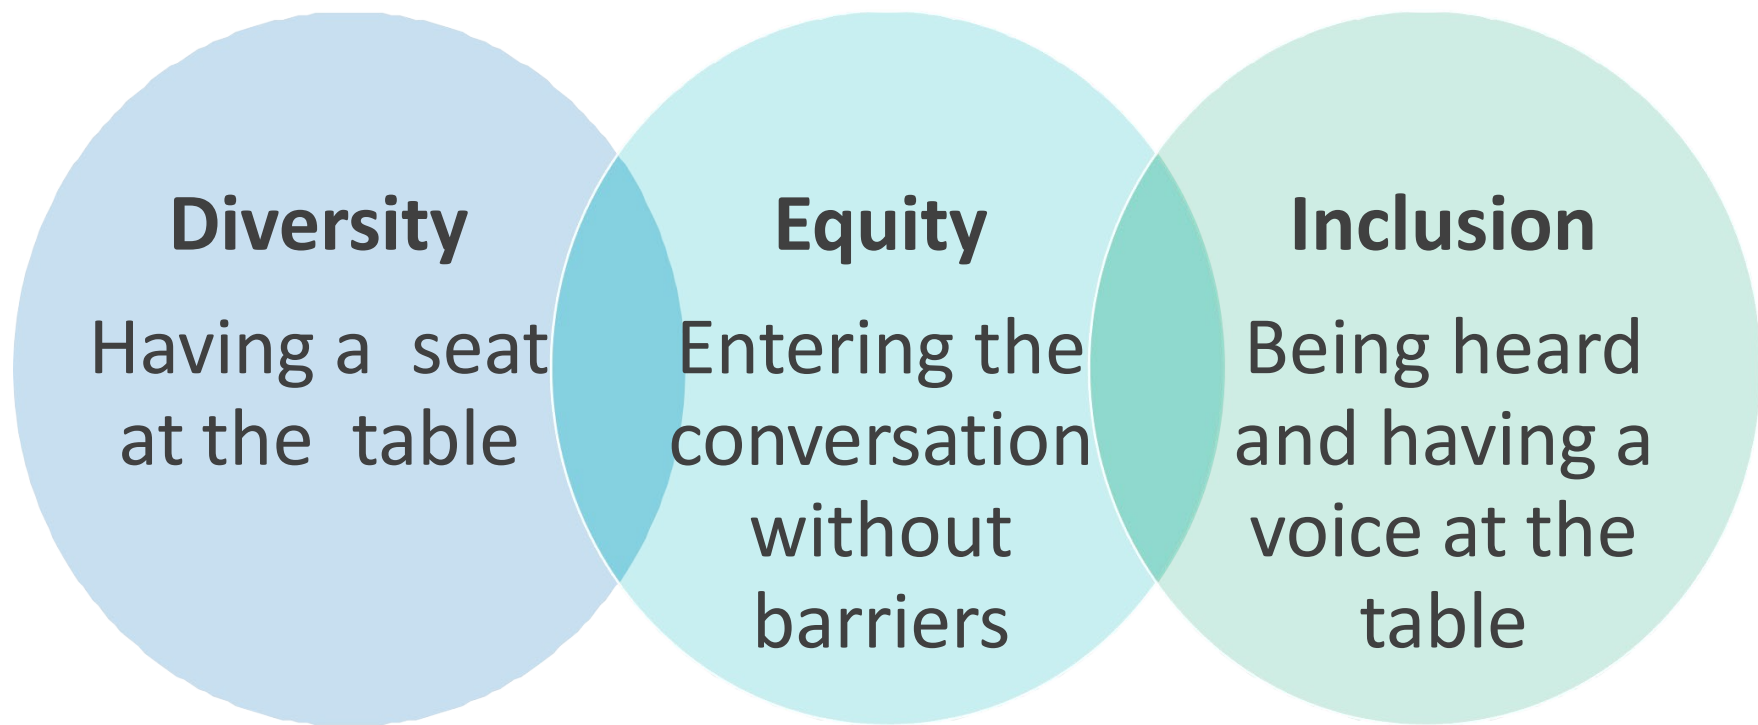 Diversity
Having a  seat
at the  table
Equity
Entering the
conversation
without
barriers
Inclusion
Being heard
and having a
voice at the
table